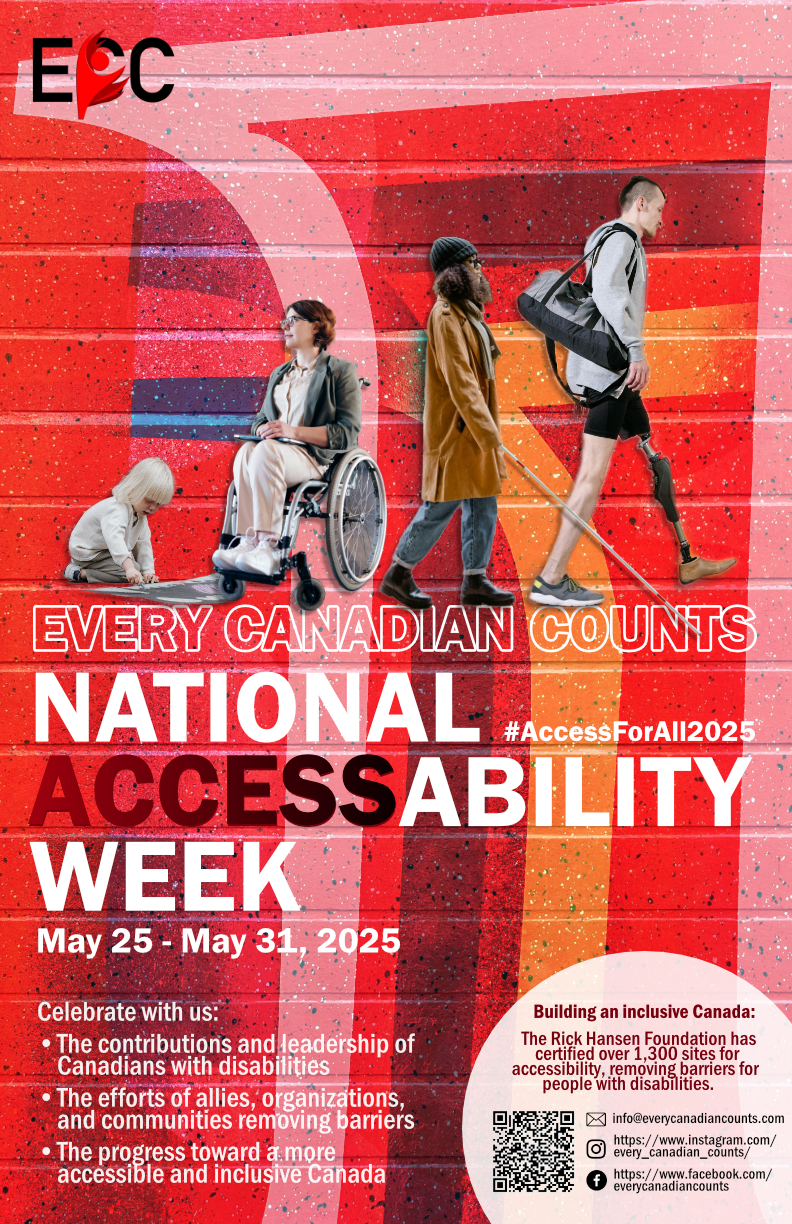 ECC
EVERY CANADIAN COUNTS
NATIONAL
#AccessForAll2025
ACCESSABILITY
WEEK
May 25 - May 31, 2025
Celebrate with us:
• The contributions and leadership of
Canadians with disabilities
• The efforts of allies, organizations,
and communities removing barriers
• The progress toward a more
accessible and inclusive Canada
Building an inclusive Canada:
The Rick Hansen Foundation has
certified over 1,300 sites for
accessibility, removing barriers for
people with disabilities.
info@everycanadiancounts.com
https://www.instagram.com/
every_canadian_counts/
https://www.facebook.com/
everycanadiancounts